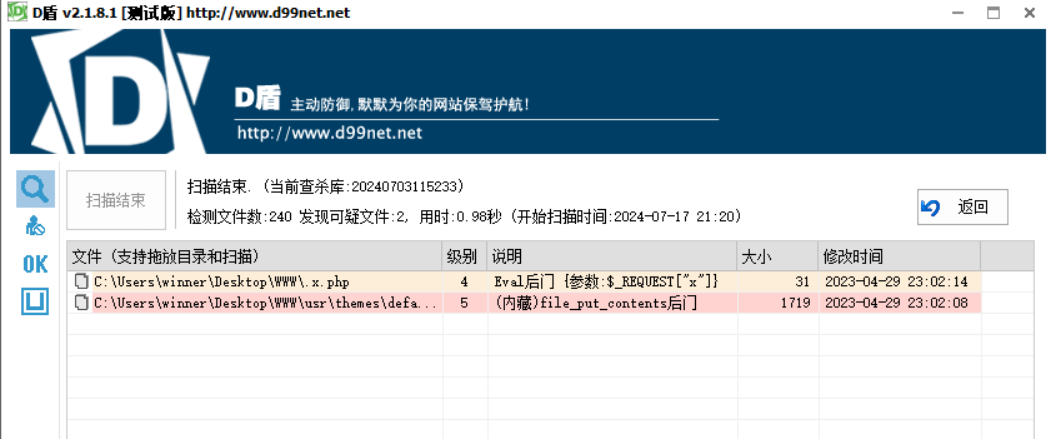 D盾 v2.1.8.1 [测试版] http://www.d99net.net
D
D盾 主动防御,默默为你的网站保驾护航!
http://www.d99net.net
扫描结束
扫描结束. (当前查杀库:20240703115233)
检测文件数:240 发现可疑文件:2, 用时:0.98秒 (开始扫描时间:2024-07-17 21:20)
返回
OK
文件 (支持拖放目录和扫描) 级别 说明 大小 修改时间
C:\Users\winner\Desktop\WWW\.x.php 4 Eval后门 {参数:$_REQUEST["x"]} 31 2023-04-29 23:02:14
C:\Users\winner\Desktop\WWW\usr\themes\defa... 5 (内藏)file_put_contents后门 1719 2023-04-29 23:02:08